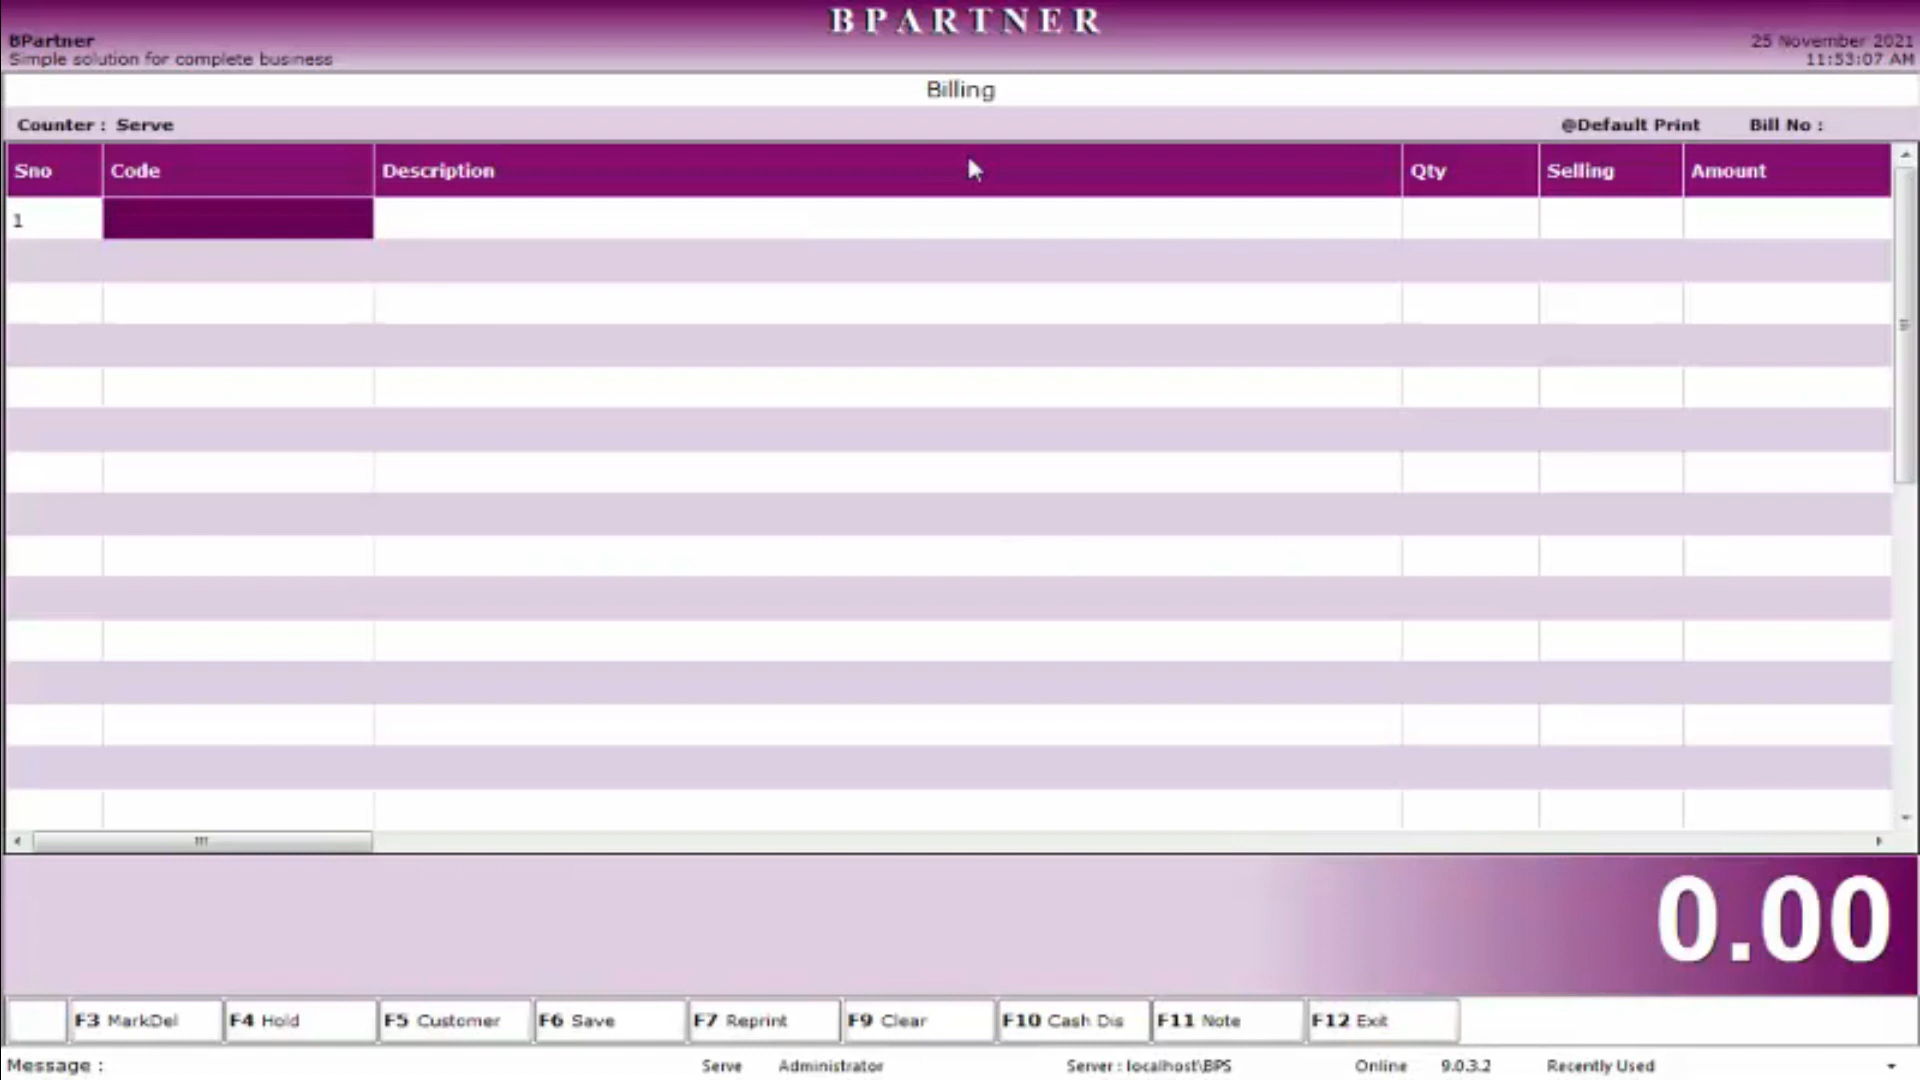 BPARTNER
BPartner
Simple solution for complete business
25 November 2021
11:53:07 AM
Billing
Counter : Serve
@Default Print Bill No :
Sno Code Description Qty Selling Amount
1
0.00
F3 MarkDel F4 Hold F5 Customer F6 Save F7 Reprint F9 Clear F10 Cash Dis F11 Note F12 Exit
Message : Serve Administrator Server : localhost\BPS Online 9.0.3.2 Recently Used